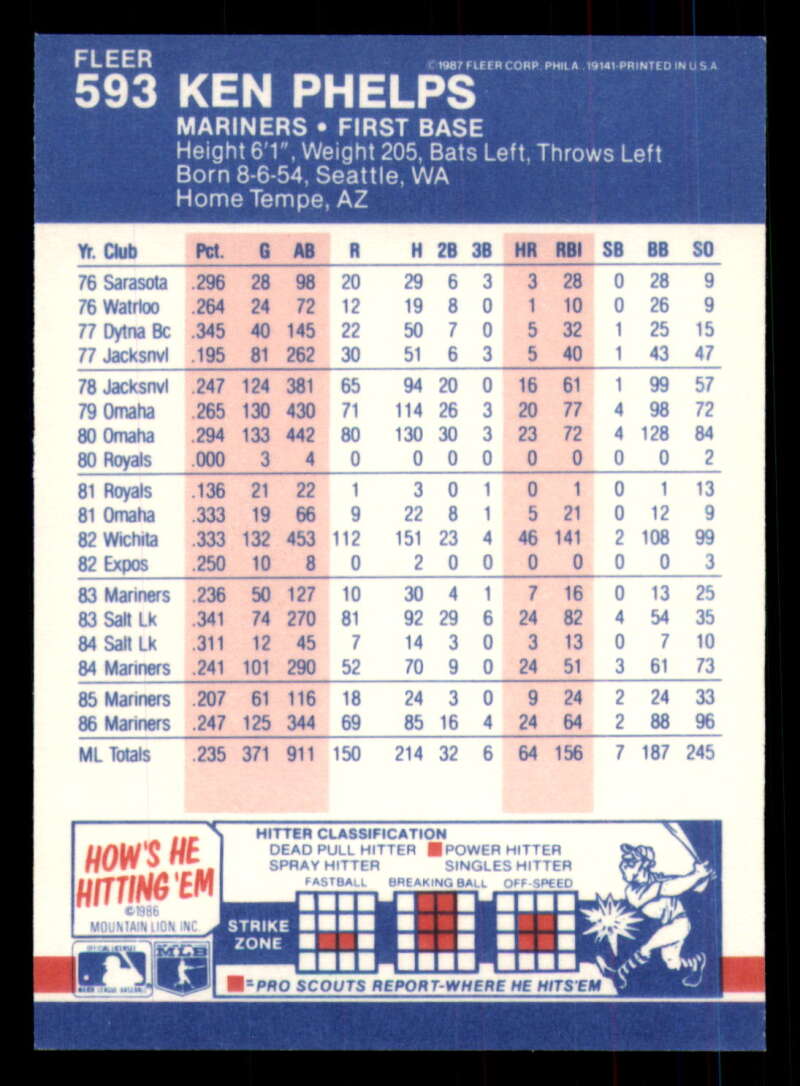 FLEER
©1987 FLEER CORP. PHILA. 19141-PRINTED IN U.S.A.
593 KEN PHELPS
MARINERS • FIRST BASE
Height 6'1", Weight 205, Bats Left, Throws Left
Born 8-6-54, Seattle, WA
Home Tempe, AZ
Yr. Club Pct. G AB R H 2B 3B HR RBI SB BB SO
76 Sarasota .296 28 98 20 29 6 3 3 28 0 28 9
76 Watrloo .264 24 72 12 19 8 0 1 10 0 26 9
77 Dytna Bc .345 40 145 22 50 7 0 5 32 1 25 15
77 Jacksnvl .195 81 262 30 51 6 3 5 40 1 43 47
78 Jacksnvl .247 124 381 65 94 20 0 16 61 1 99 57
79 Omaha .265 130 430 71 114 26 3 20 77 4 98 72
80 Omaha .294 133 442 80 130 30 3 23 72 4 128 84
80 Royals .000 3 4 0 0 0 0 0 0 0 0 2
81 Royals .136 21 22 1 3 0 1 0 1 0 1 13
81 Omaha .333 19 66 9 22 8 1 5 21 0 12 9
82 Wichita .333 132 453 112 151 23 4 46 141 2 108 99
82 Expos .250 10 8 0 2 0 0 0 0 0 0 3
83 Mariners .236 50 127 10 30 4 1 7 16 0 13 25
83 Salt Lk .341 74 270 81 92 29 6 24 82 4 54 35
84 Salt Lk .311 12 45 7 14 3 0 3 13 0 7 10
84 Mariners .241 101 290 52 70 9 0 24 51 3 61 73
85 Mariners .207 61 116 18 24 3 0 9 24 2 24 33
86 Mariners .247 125 344 69 85 16 4 24 64 2 88 96
ML Totals .235 371 911 150 214 32 6 64 156 7 187 245
HOW'S HE
HITTING 'EM
©1986
MOUNTAIN LION, INC.
OFFICIAL LICENSEE
MAJOR LEAGUE BASEBALL
MLB
HITTER CLASSIFICATION
DEAD PULL HITTER POWER HITTER
SPRAY HITTER SINGLES HITTER
FASTBALL BREAKING BALL OFF-SPEED
STRIKE
ZONE
=PRO SCOUTS REPORT-WHERE HE HITS'EM